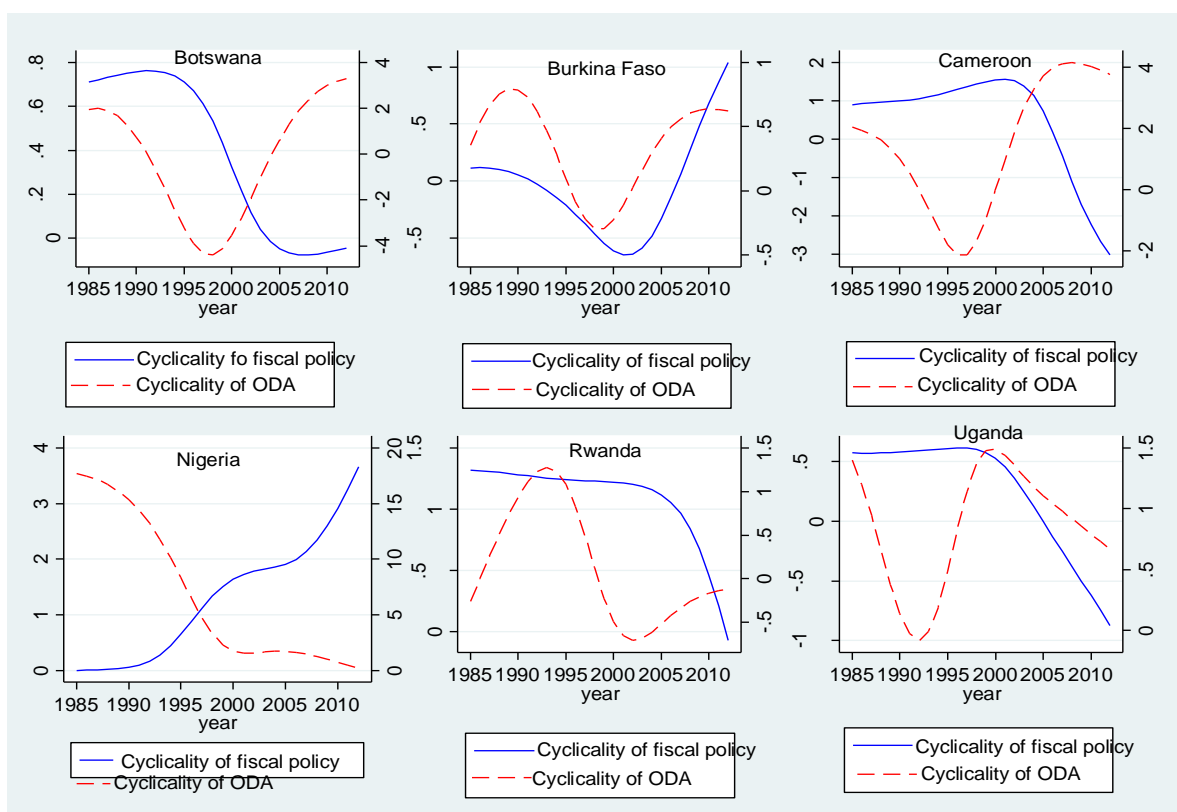 Botswana
.8
.6
.4
.2
0
4
2
0
-2
-4
1985 1990 1995 2000 2005 2010
year
Cyclicality fo fiscal policy
Cyclicality of ODA
Burkina Faso
1
.5
0
-.5
1
.5
0
-.5
1985 1990 1995 2000 2005 2010
year
Cyclicality of fiscal policy
Cyclicality of ODA
Cameroon
2
1
0
-1
-2
-3
4
2
0
-2
1985 1990 1995 2000 2005 2010
year
Cyclicality of fiscal policy
Cyclicality of ODA
Nigeria
4
3
2
1
0
20
15
10
5
0
1985 1990 1995 2000 2005 2010
year
Cyclicality of fiscal policy
Cyclicality of ODA
Rwanda
1.5
1
.5
0
1.5
1
.5
0
-.5
1985 1990 1995 2000 2005 2010
year
Cyclicality of fiscal policy
Cyclicality of ODA
Uganda
.5
0
-.5
-1
1.5
1
.5
0
1985 1990 1995 2000 2005 2010
year
Cyclicality of fiscal policy
Cyclicality of ODA